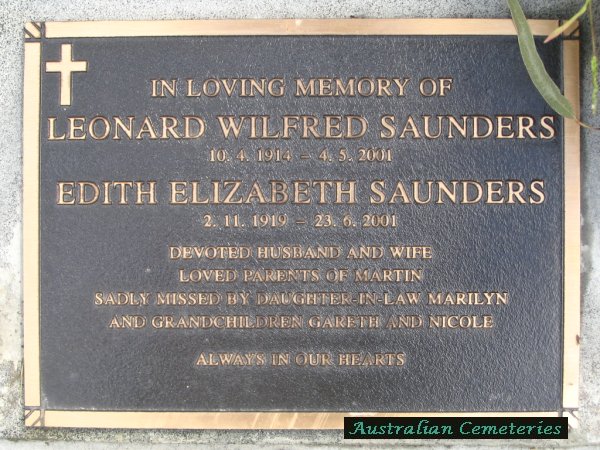 IN LOVING MEMORY OF
LEONARD WILFRED SAUNDERS
10. 4. 1914 – 4. 5. 2001
EDITH ELIZABETH SAUNDERS
2. 11. 1919 – 23. 6. 2001
DEVOTED HUSBAND AND WIFE
LOVED PARENTS OF MARTIN
SADLY MISSED BY DAUGHTER-IN-LAW MARILYN
AND GRANDCHILDREN GARETH AND NICOLE
ALWAYS IN OUR HEARTS
Australian Cemeteries